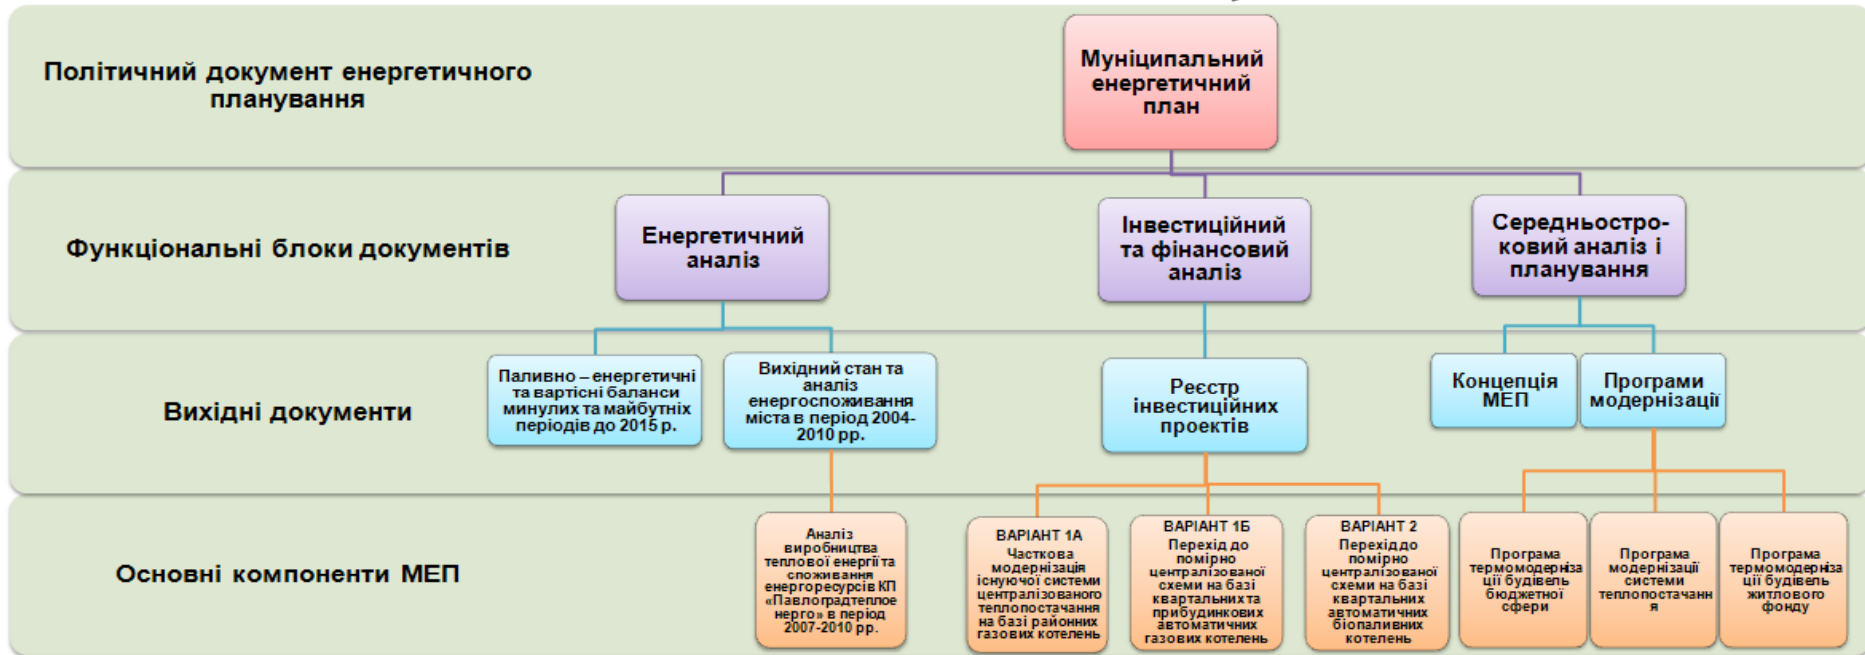 Політичний документ енергетичного
планування
Муніципальний
енергетичний
план
Функціональні блоки документів
Енергетичний
аналіз
Інвестиційний
та фінансовий
аналіз
Середньостро-
ковий аналіз і
планування
Вихідні документи
Паливно – енергетичні
та вартісні баланси
минулих та майбутніх
періодів до 2015 р.
Вихідний стан та
аналіз
енергоспоживання
міста в період 2004-
2010 рр.
Реєстр
інвестиційних
проектів
Концепція
МЕП
Програми
модернізації
Основні компоненти МЕП
Аналіз
виробництва
теплової енергії та
споживання
енергоресурсів КП
«Павлоградтеплое
нерго» в період
2007-2010 рр.
ВАРІАНТ 1А
Часткова
модернізація
існуючої системи
централізованого
теплопостачання
на базі районних
газових котелень
ВАРІАНТ 1Б
Перехід до
помірно
централізованої
схеми на базі
квартальних та
прибудинкових
автоматичних
газових котелень
ВАРІАНТ 2
Перехід до
помірно
централізованої
схеми на базі
квартальних
автоматичних
біопаливних
котелень
Програма
термомодерніза
ції будівель
бюджетної
сфери
Програма
модернізації
системи
теплопостачанн
я
Програма
термомодерніза
ції будівель
житлового
фонду